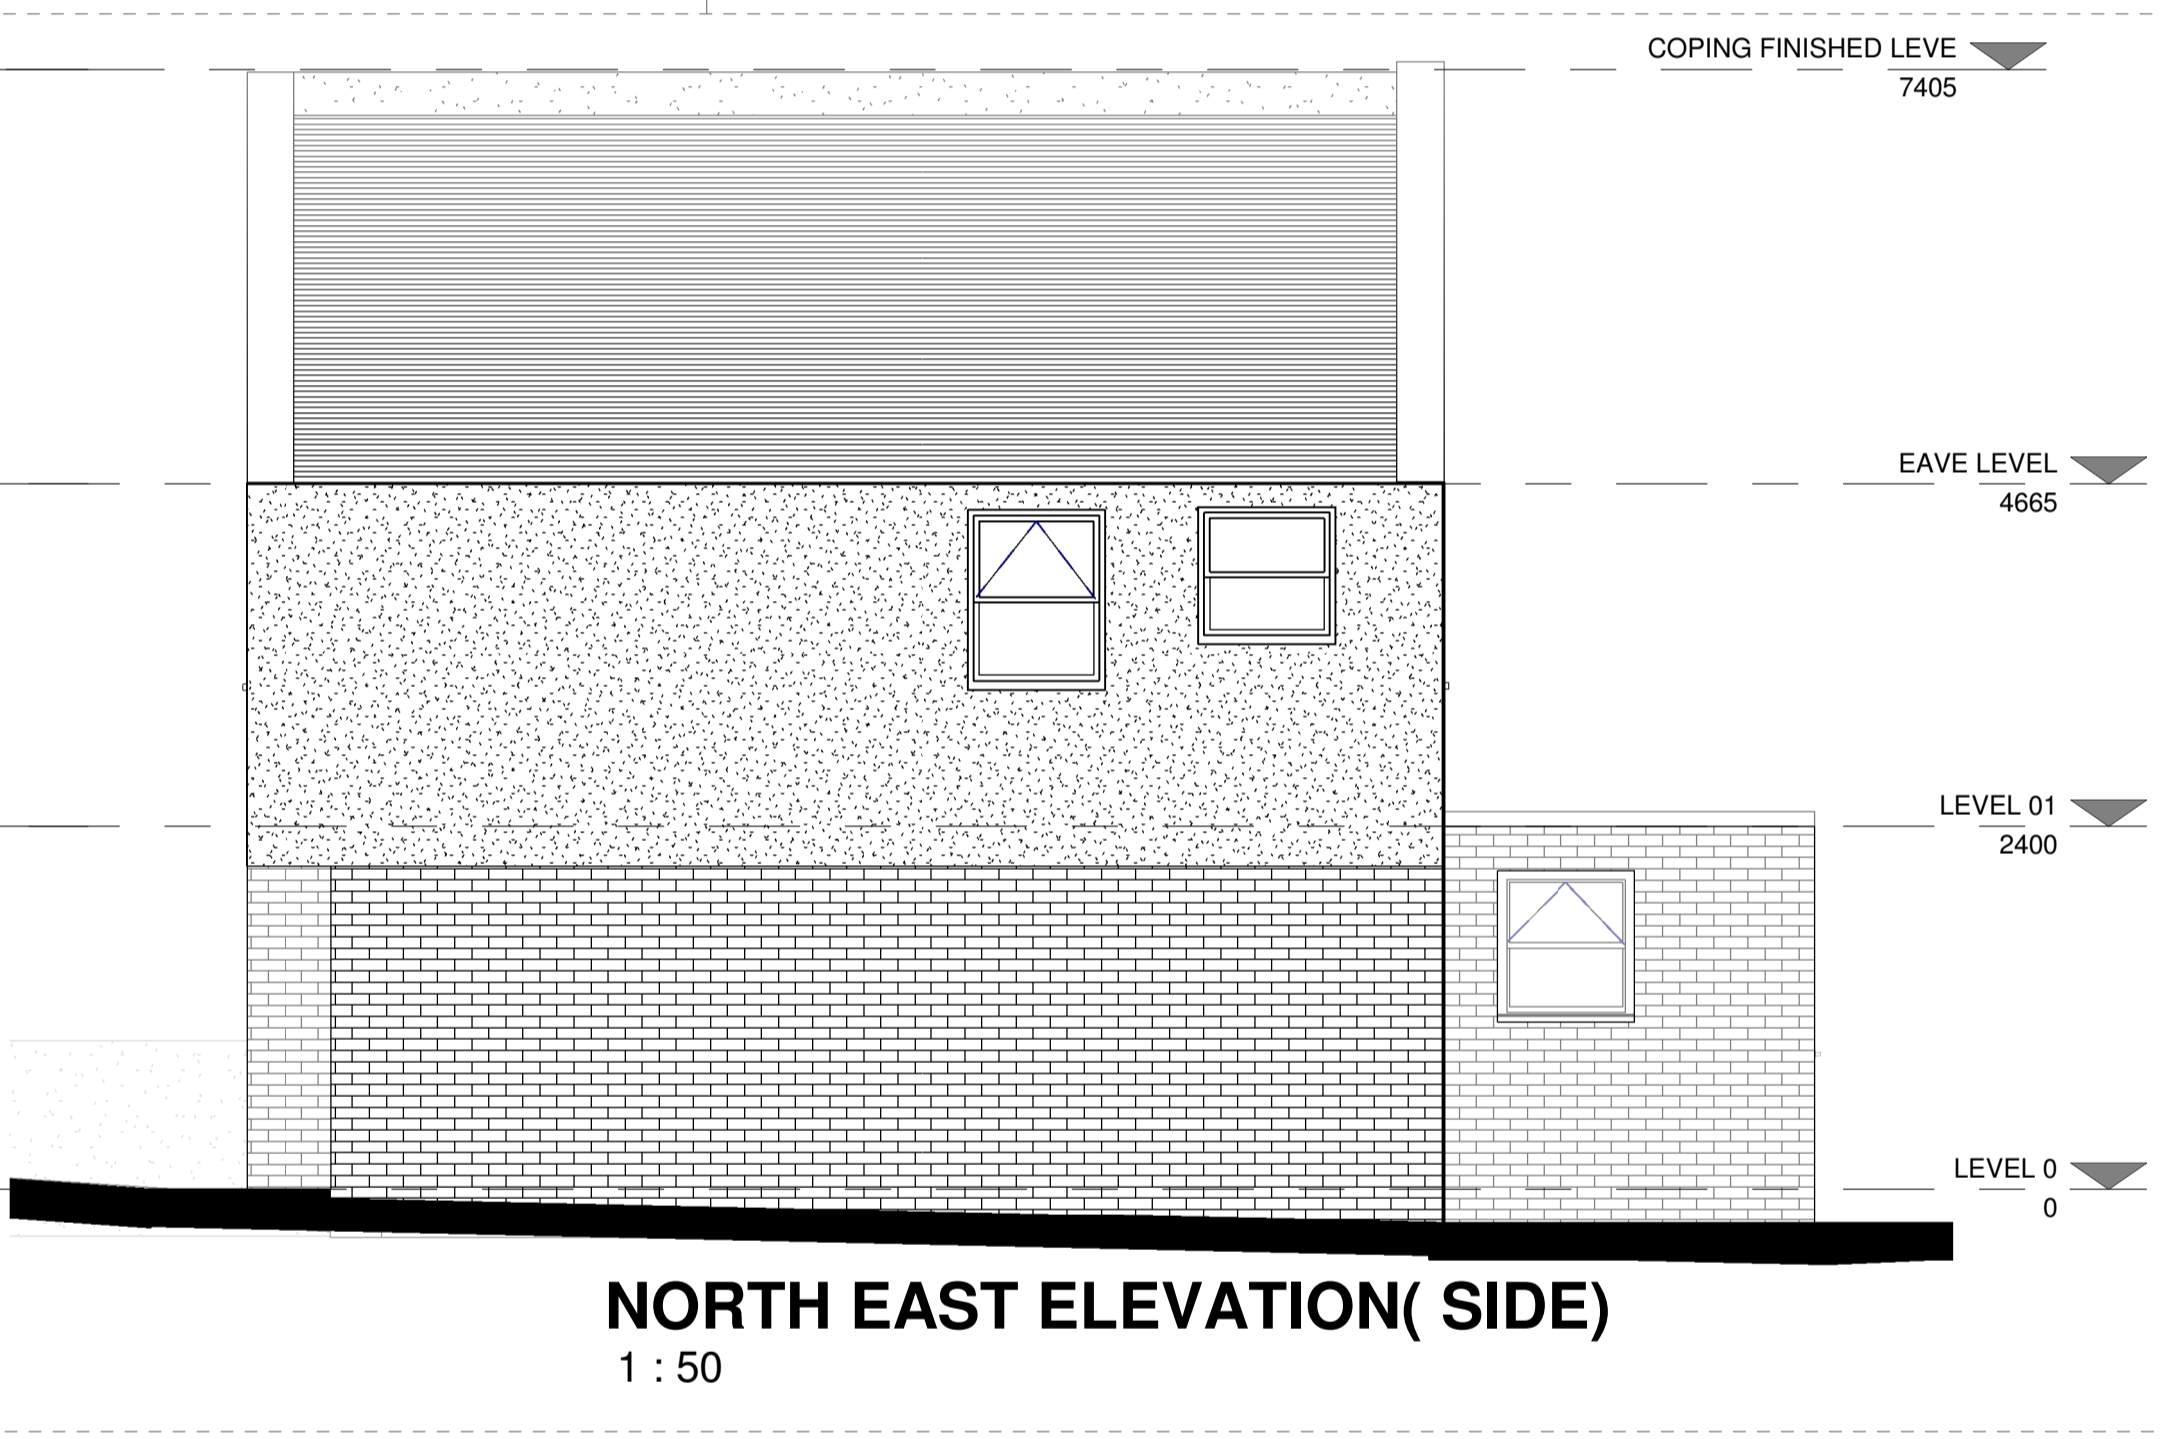 COPING FINISHED LEVE
7405
EAVE LEVEL
4665
LEVEL 01
2400
LEVEL 0
0
NORTH EAST ELEVATION( SIDE)
1 : 50